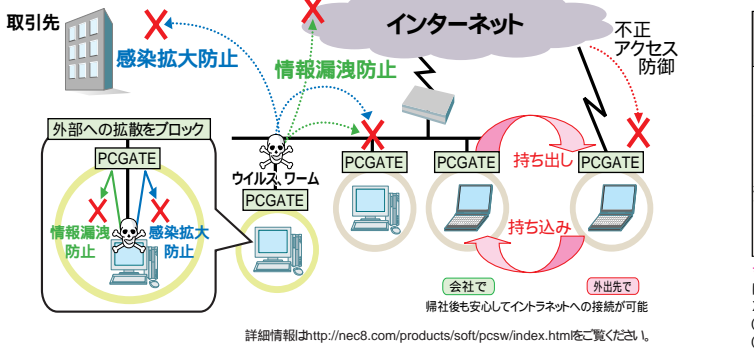 取引先
インターネット
不正
アクセス
防御
感染拡大防止
情報漏洩防止
外部への拡散をブロック
PCGATE
ウイルス、ワーム
PCGATE
PCGATE
PCGATE
持ち出し
PCGATE
情報漏洩
防止
感染拡大
防止
持ち込み
会社で
外出先で
帰社後も安心してイントラネットへの接続が可能
詳細情報はhttp://nec8.com/products/soft/pcsw/index.htmlをご覧ください。